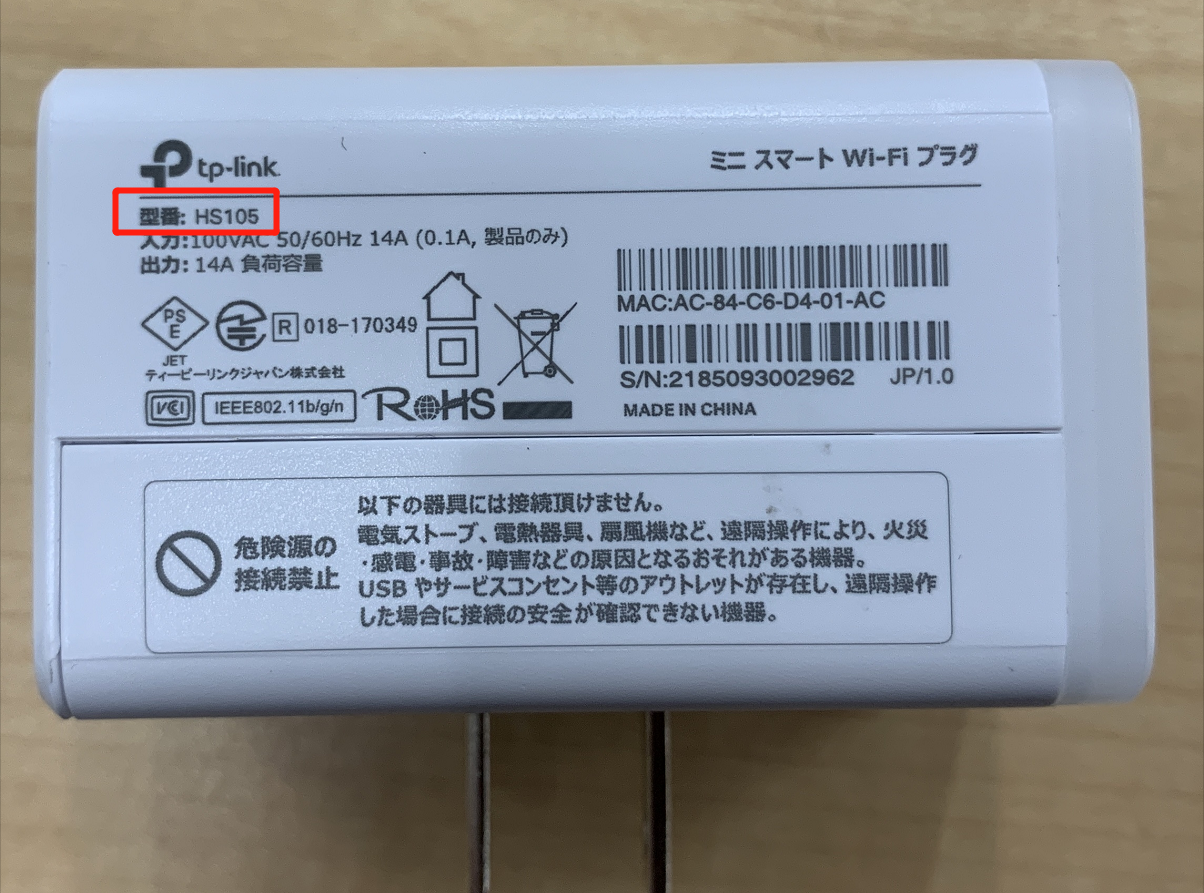 tp-link
ミニ スマート Wi-Fi プラグ
型番: HS105
入力:100VAC 50/60Hz 14A (0.1A, 製品のみ)
出力: 14A 負荷容量
MAC:AC-84-C6-D4-01-AC
PS
E
JET
R 018-170349
ティーピーリンクジャパン株式会社
S/N:2185093002962 JP/1.0
VCI
IEEE802.11b/g/n
RoHS
MADE IN CHINA
危険源の
接続禁止
以下の器具には接続頂けません。
電気ストーブ、電熱器具、扇風機など、遠隔操作により、火災
・感電・事故・障害などの原因となるおそれがある機器。
USB やサービスコンセント等のアウトレットが存在し、遠隔操作
した場合に接続の安全が確認できない機器。